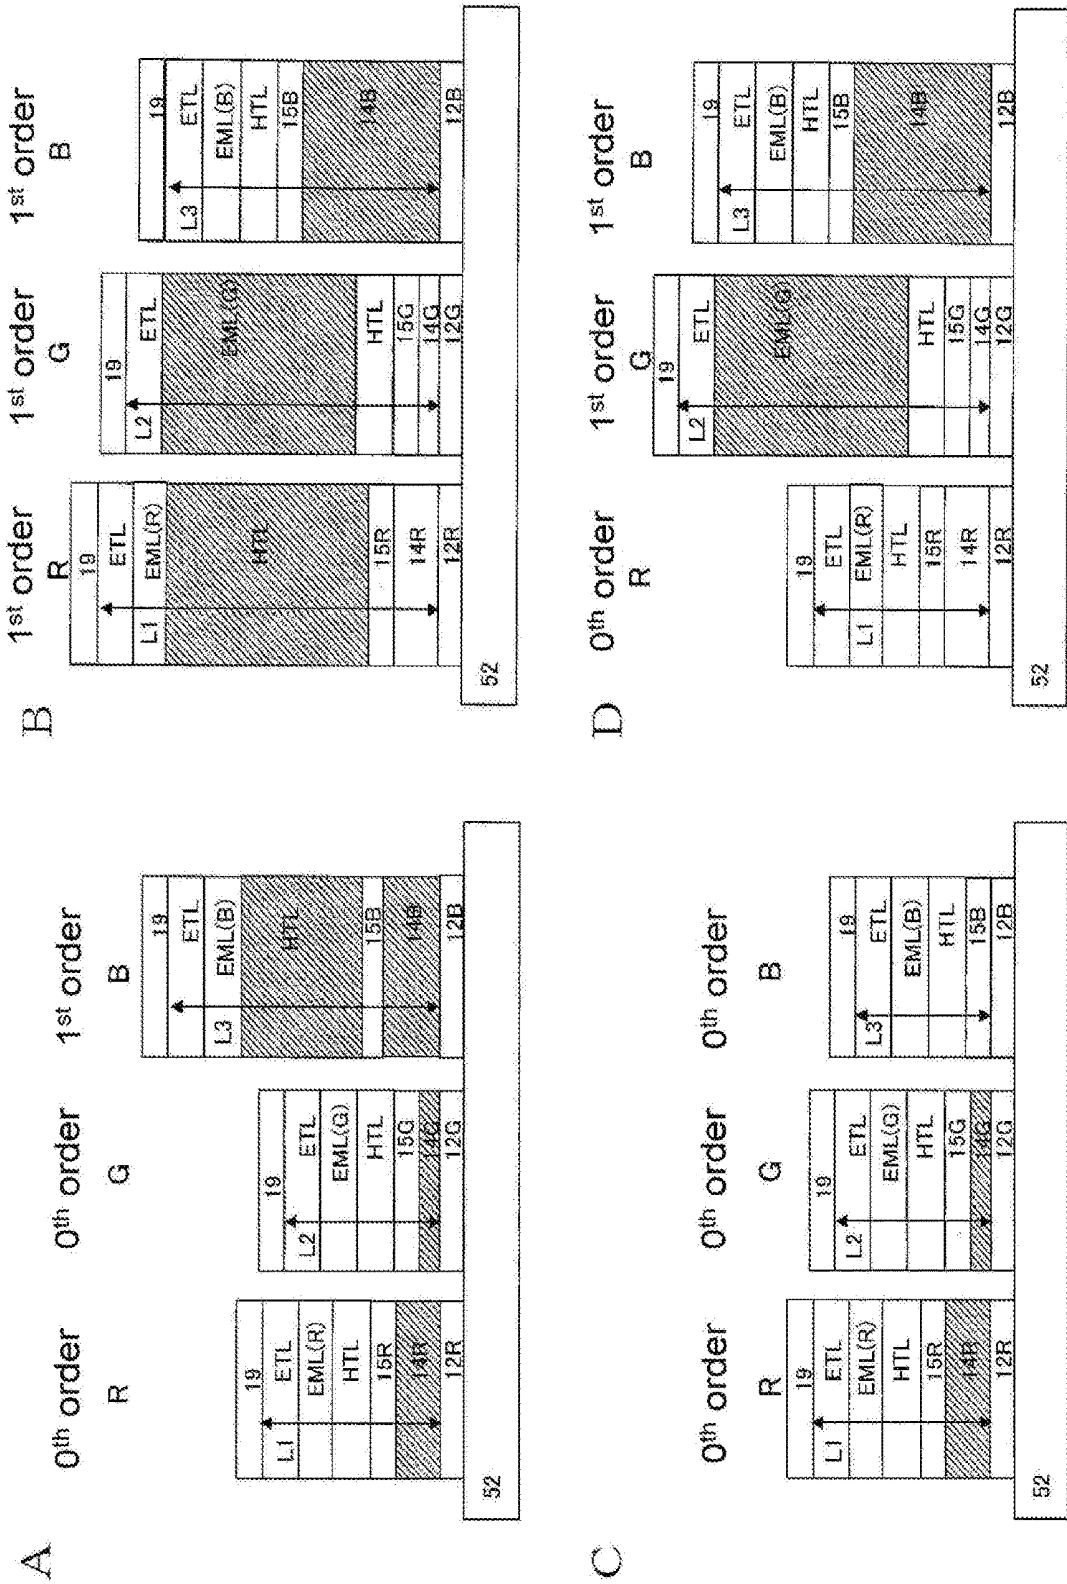 A
0th order
R
19
ETL
EML(R)
HTL
15R
14R
12R
L1
0th order
G
19
ETL
EML(G)
HTL
15G
14G
12G
L2
1st order
B
19
ETL
EML(B)
HTL
15B
14B
12B
L3
52
B
1st order
R
19
ETL
EML(R)
HTL
15R
14R
12R
L1
1st order
G
19
ETL
EML(G)
HTL
15G
14G
12G
L2
1st order
B
19
ETL
EML(B)
HTL
15B
14B
12B
L3
52
C
0th order
R
19
ETL
EML(R)
HTL
15R
14R
12R
L1
0th order
G
19
ETL
EML(G)
HTL
15G
14G
12G
L2
0th order
B
19
ETL
EML(B)
HTL
15B
12B
L3
52
D
0th order
R
19
ETL
EML(R)
HTL
15R
14R
12R
L1
1st order
G
19
ETL
EML(G)
HTL
15G
14G
12G
L2
1st order
B
19
ETL
EML(B)
HTL
15B
14B
12B
L3
52